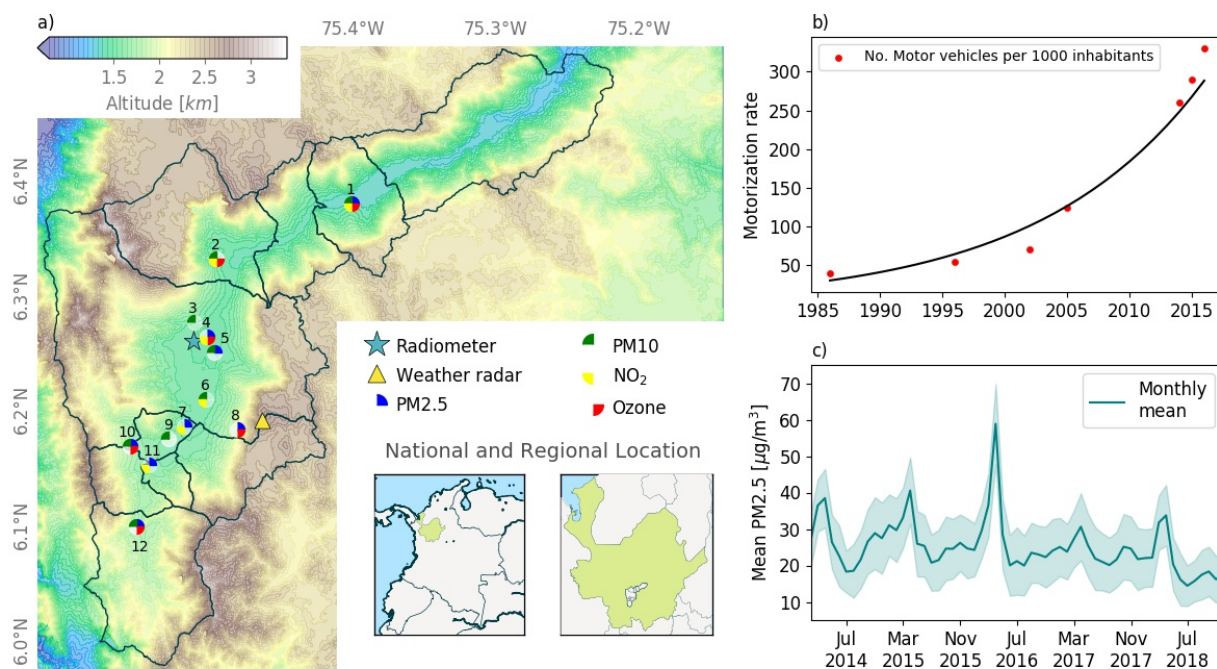 a)
75.4°W 75.3°W 75.2°W
1.5 2 2.5 3
Altitude [km]
6.4°N
6.3°N
6.2°N
6.1°N
6.0°N
1
2
3
4
5
6
7
8
9
10
11
12
Radiometer
Weather radar
PM2.5
PM10
NO₂
Ozone
National and Regional Location
b)
No. Motor vehicles per 1000 inhabitants
Motorization rate
300
250
200
150
100
50
1985 1990 1995 2000 2005 2010 2015
c)
Monthly
mean
Mean PM2.5 [μg/m³]
70
60
50
40
30
20
10
Jul Mar Nov Jul Mar Nov Jul
2014 2015 2015 2016 2017 2017 2018